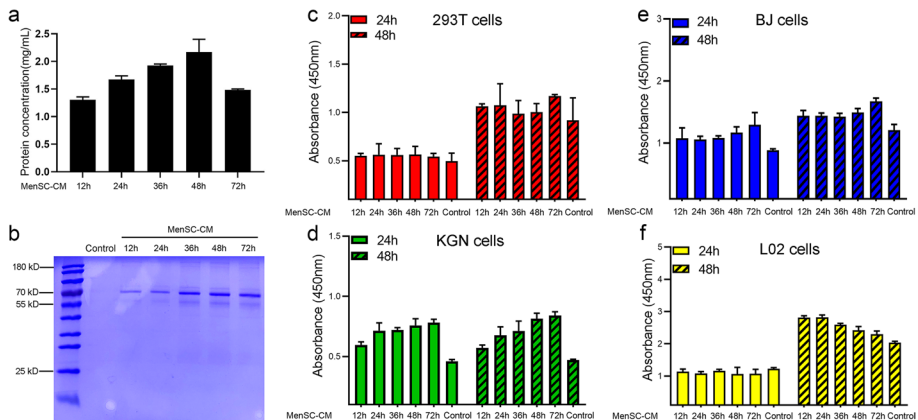 a
Protein concentration(mg/mL)
2.5
2.0
1.5
1.0
0.5
0.0
MenSC-CM 12h 24h 36h 48h 72h
b
MenSC-CM
Control 12h 24h 36h 48h 72h
180 kD
70 kD
55 kD
25 kD
c
293T cells
24h
48h
Absorbance (450nm)
2.0
1.5
1.0
0.5
MenSC-CM 12h 24h 36h 48h 72h Control 12h 24h 36h 48h 72h Control
d
KGN cells
24h
48h
Absorbance (450nm)
1.5
1.0
0.5
MenSC-CM 12h 24h 36h 48h 72h Control 12h 24h 36h 48h 72h Control
e
BJ cells
24h
48h
Absorbance (450nm)
3
2
1
MenSC-CM 12h 24h 36h 48h 72h Control 12h 24h 36h 48h 72h Control
f
L02 cells
24h
48h
Absorbance (450nm)
5
4
3
2
1
MenSC-CM 12h 24h 36h 48h 72h Control 12h 24h 36h 48h 72h Control